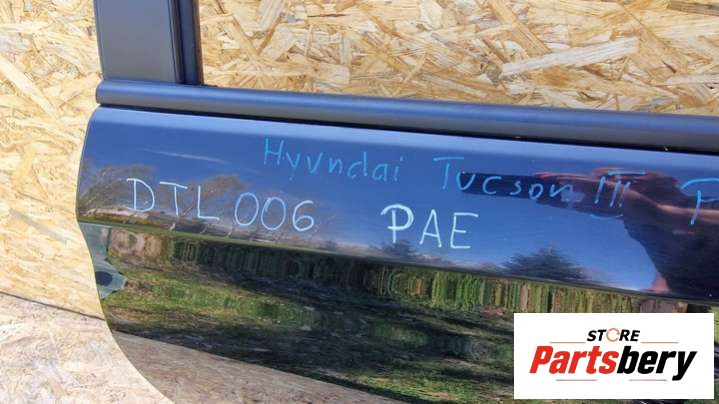 Hyundai Tucson III P
DTL006 PAE
STORE
Partsbery